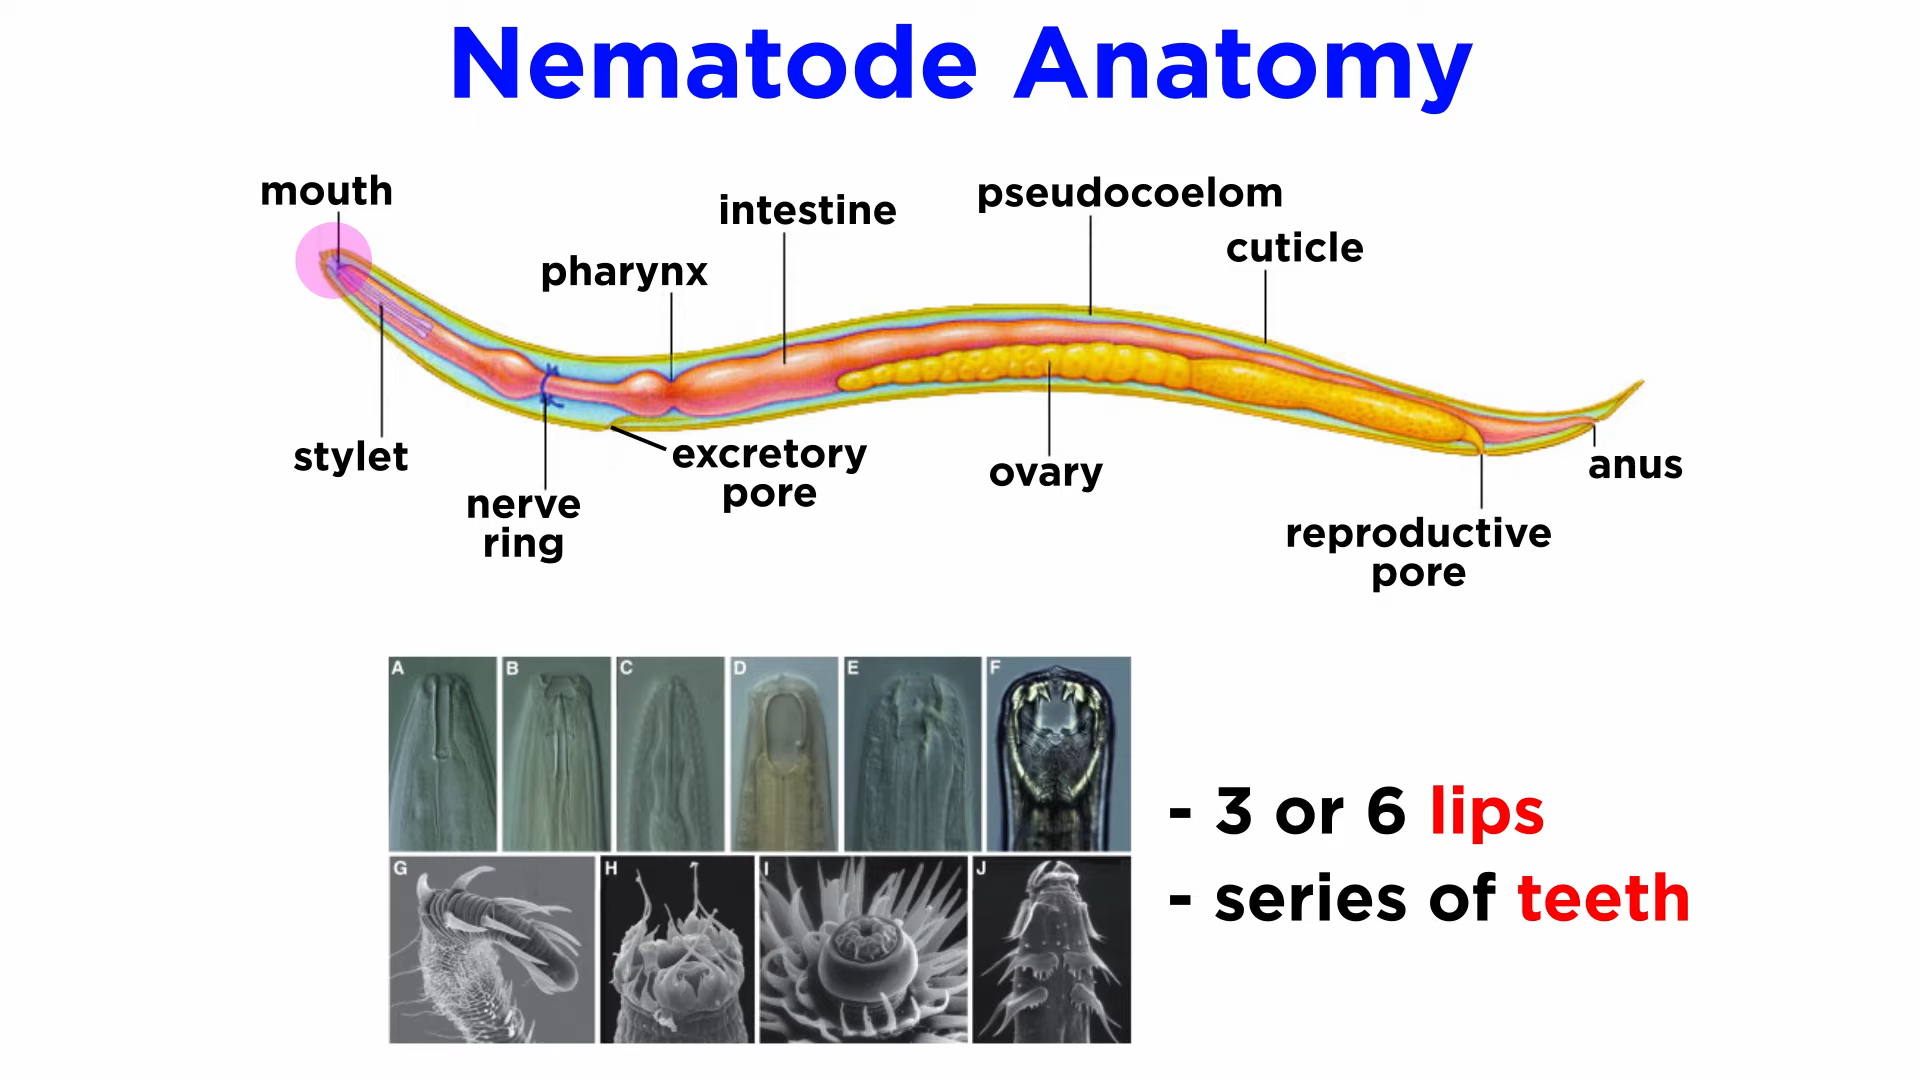 Nematode Anatomy
mouth
intestine
pseudocoelom
cuticle
pharynx
stylet
nerve
ring
excretory
pore
ovary
anus
reproductive
pore
A B C D E F
G H I J
- 3 or 6 lips
- series of teeth